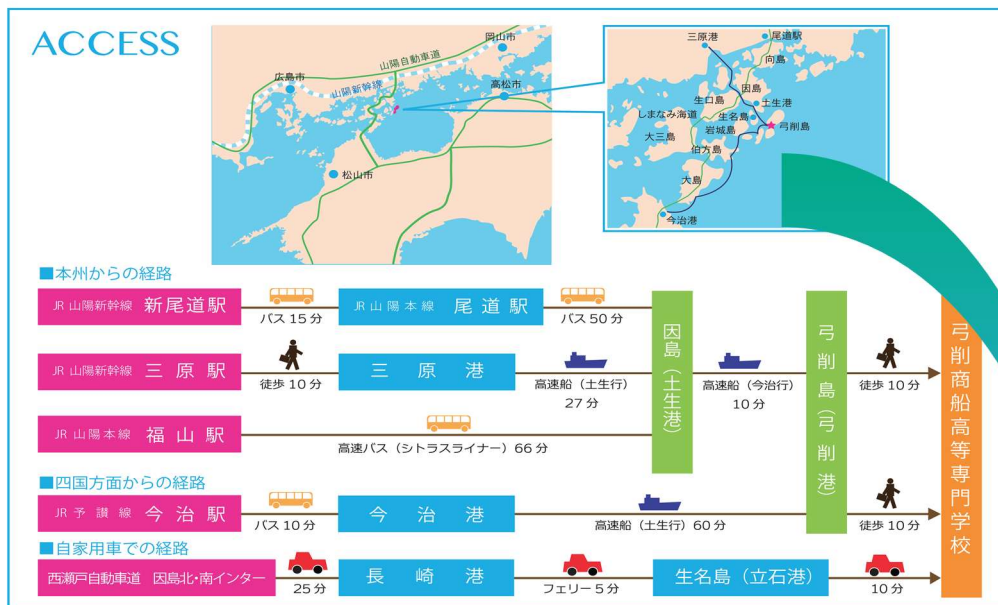 ACCESS
岡山市
山陽自動車道
広島市
山陽新幹線
高松市
松山市
三原港
尾道駅
向島
因島
生口島
土生港
しまなみ海道
生名島
弓削島
大三島
岩城島
伯方島
大島
今治港
■本州からの経路
JR 山陽新幹線 新尾道駅
バス 15 分
JR 山陽本線 尾道駅
バス 50 分
JR 山陽新幹線 三原駅
徒歩 10 分
三原港
高速船（土生行）
27 分
因島（土生港）
高速船（今治行）
10 分
弓削島（弓削港）
徒歩 10 分
弓削商船高等専門学校
JR 山陽本線 福山駅
高速バス（シトラスライナー）66 分
■四国方面からの経路
JR 予讃線 今治駅
バス 10 分
今治港
高速船（土生行）60 分
徒歩 10 分
■自家用車での経路
西瀬戸自動車道 因島北・南インター
25 分
長崎港
フェリー 5 分
生名島（立石港）
10 分